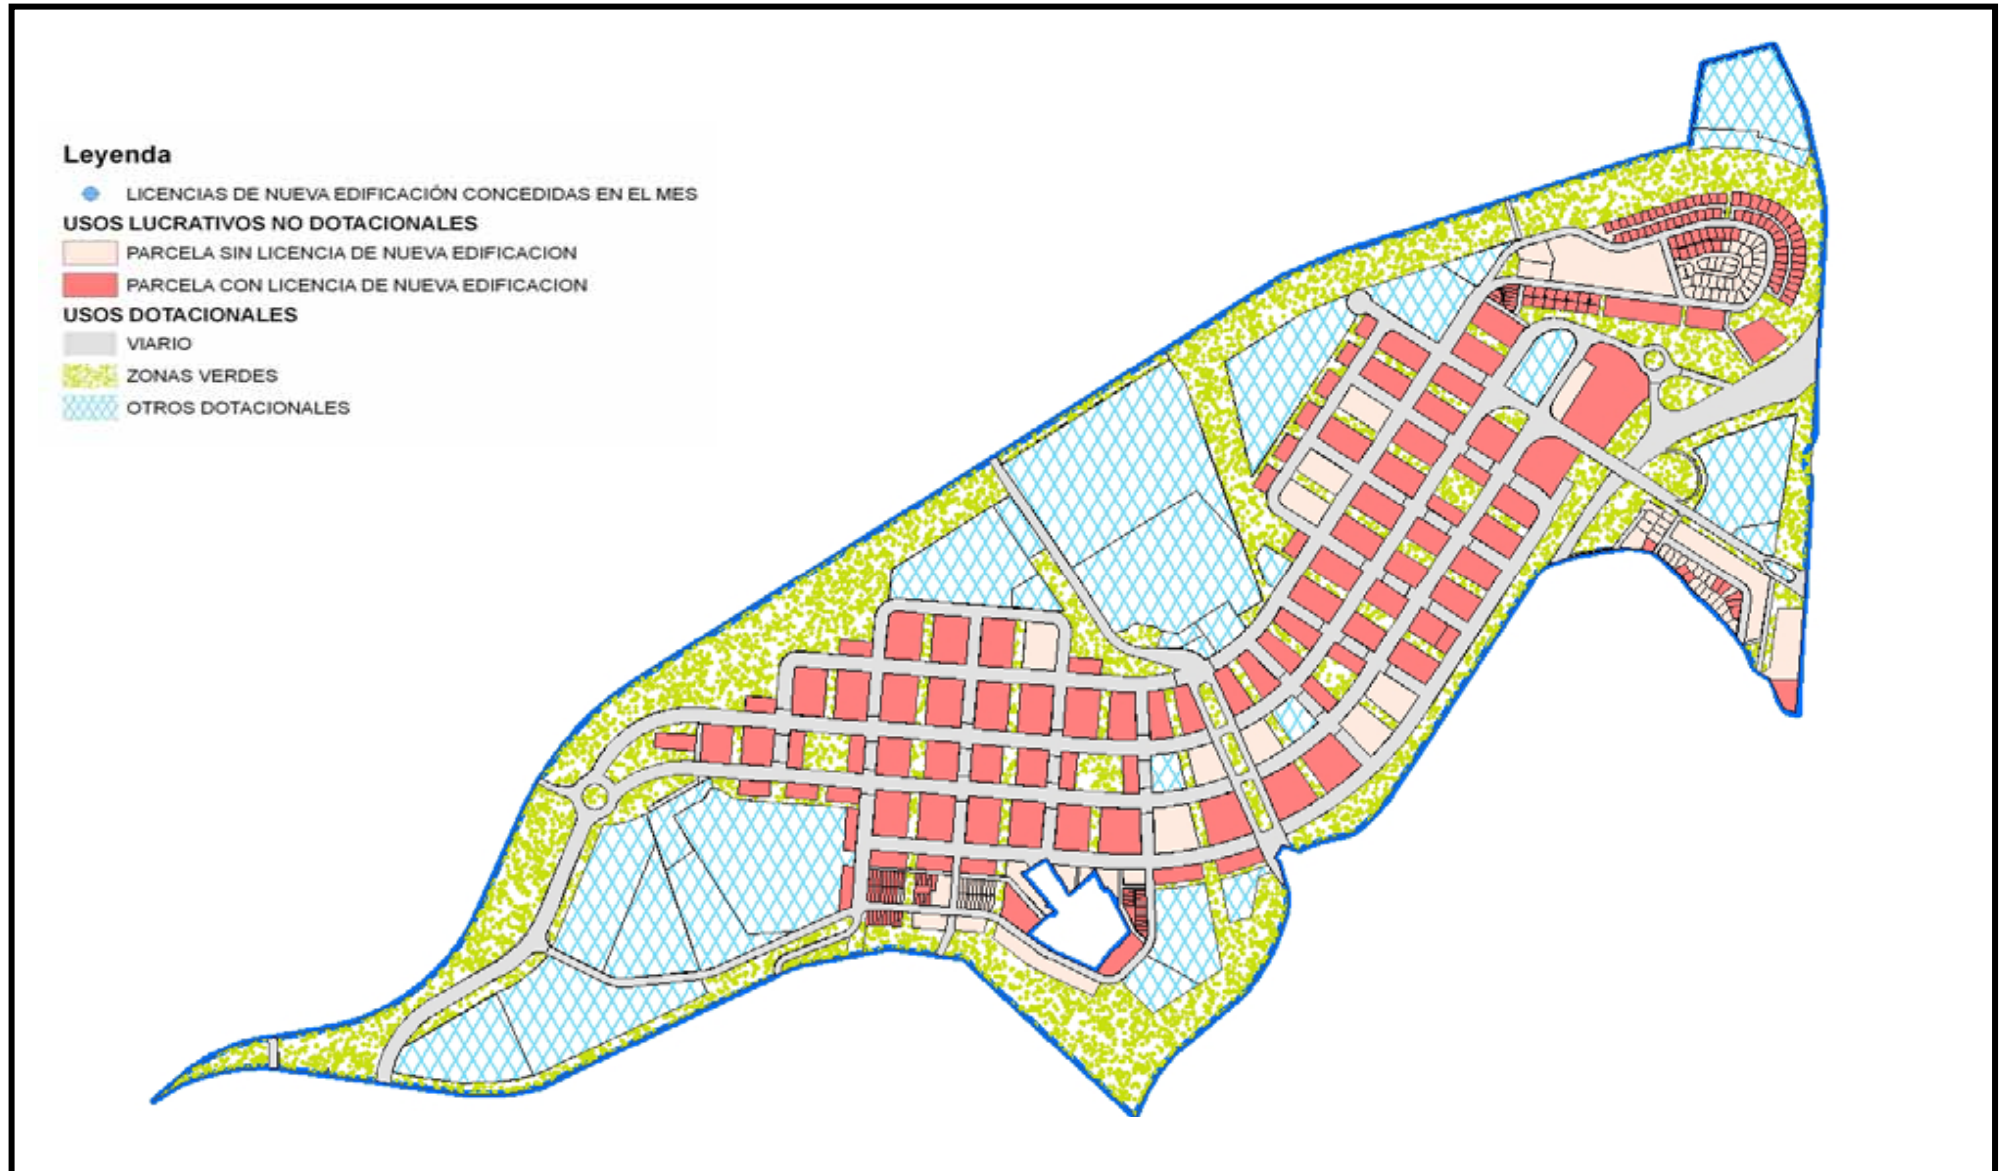 Leyenda
LICENCIAS DE NUEVA EDIFICACIÓN CONCEDIDAS EN EL MES
USOS LUCRATIVOS NO DOTACIONALES
PARCELA SIN LICENCIA DE NUEVA EDIFICACION
PARCELA CON LICENCIA DE NUEVA EDIFICACION
USOS DOTACIONALES
VIARIO
ZONAS VERDES
OTROS DOTACIONALES